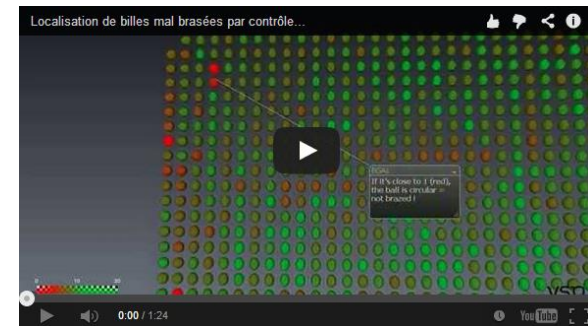 Localisation de billes mal brasées par contrôle...
If it's close to 1 (red),
the ball is circular =
not brazed !
0:00 / 1:24
YouTube